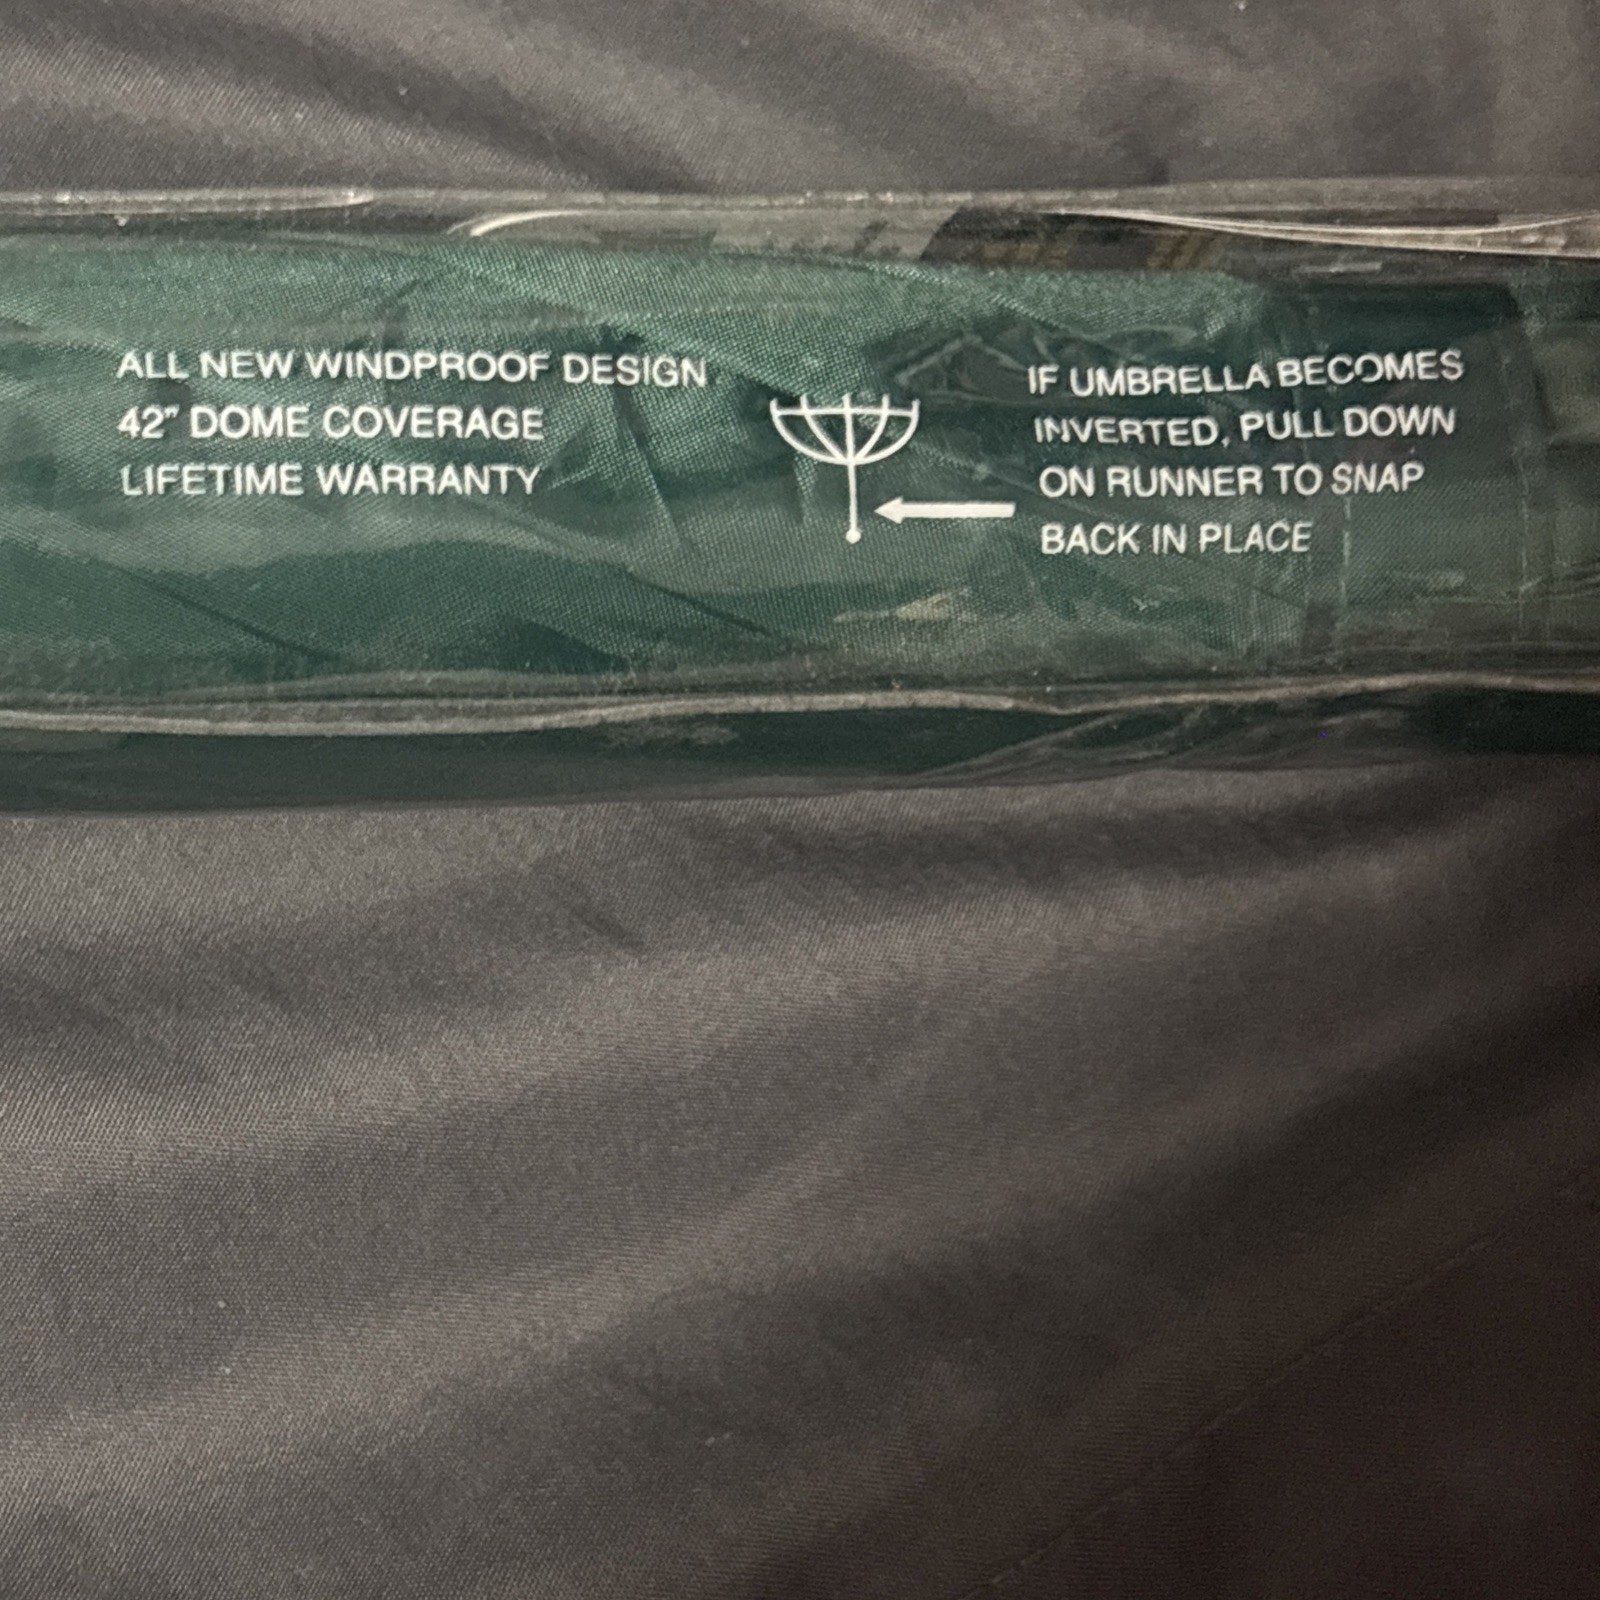 ALL NEW WINDPROOF DESIGN
42" DOME COVERAGE
LIFETIME WARRANTY
IF UMBRELLA BECOMES
INVERTED, PULL DOWN
ON RUNNER TO SNAP
BACK IN PLACE